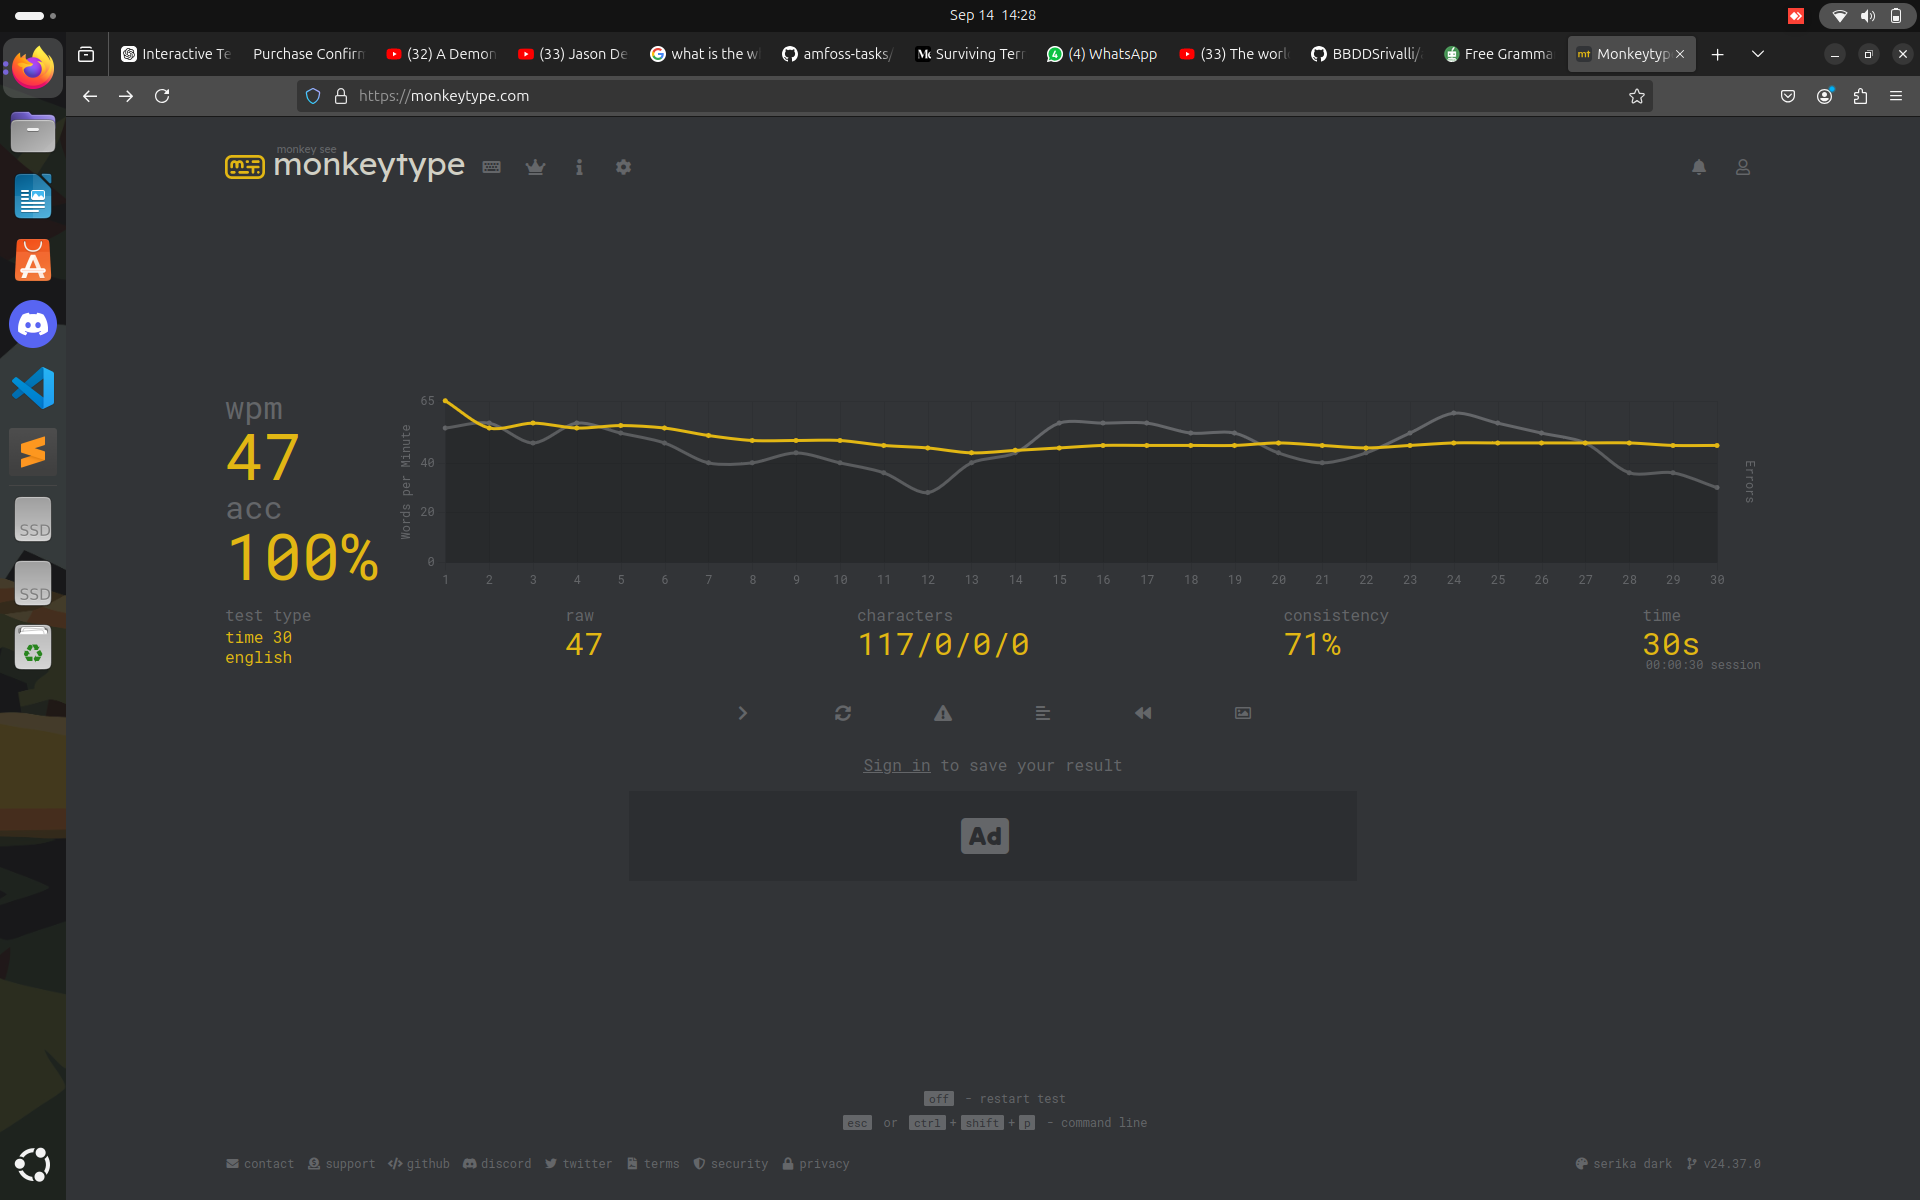 Sep 14 14:28
Interactive Te
Purchase Confirm
(32) A Demon
(33) Jason De
what is the w
amfoss-tasks/
Surviving Terr
(4) WhatsApp
(33) The worl
BBDDSrivalli/
Free Gramma
Monkeytyp
https://monkeytype.com
monkey see
monkeytype
wpm
47
acc
100%
Words per Minute
65
40
20
0
1 2 3 4 5 6 7 8 9 10 11 12 13 14 15 16 17 18 19 20 21 22 23 24 25 26 27 28 29 30
Errors
test type
time 30
english
raw
47
characters
117/0/0/0
consistency
71%
time
30s
00:00:30 session
Sign in to save your result
Ad
off - restart test
esc or ctrl + shift + p - command line
contact support github discord twitter terms security privacy
serika dark v24.37.0
SSD
SSD